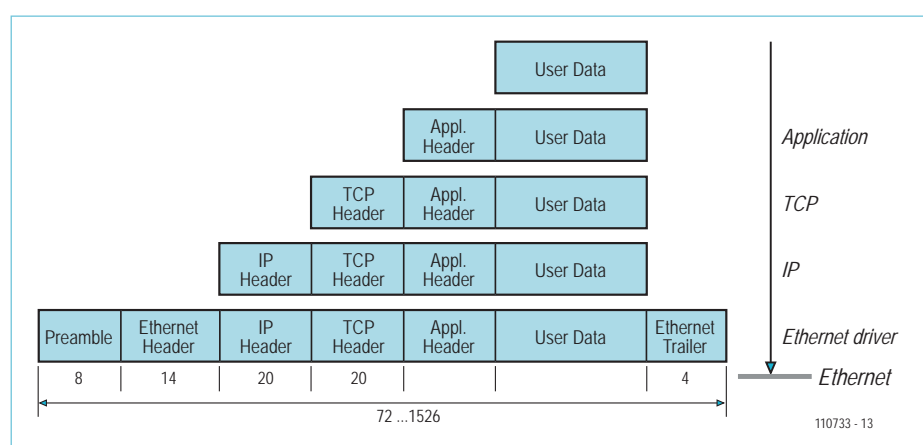 User Data
Appl.
Header
User Data
Application
TCP
Header
Appl.
Header
User Data
TCP
IP
Header
TCP
Header
Appl.
Header
User Data
IP
Preamble
Ethernet
Header
IP
Header
TCP
Header
Appl.
Header
User Data
Ethernet
Trailer
Ethernet driver
8
14
20
20
4
Ethernet
72 ...1526
110733 - 13